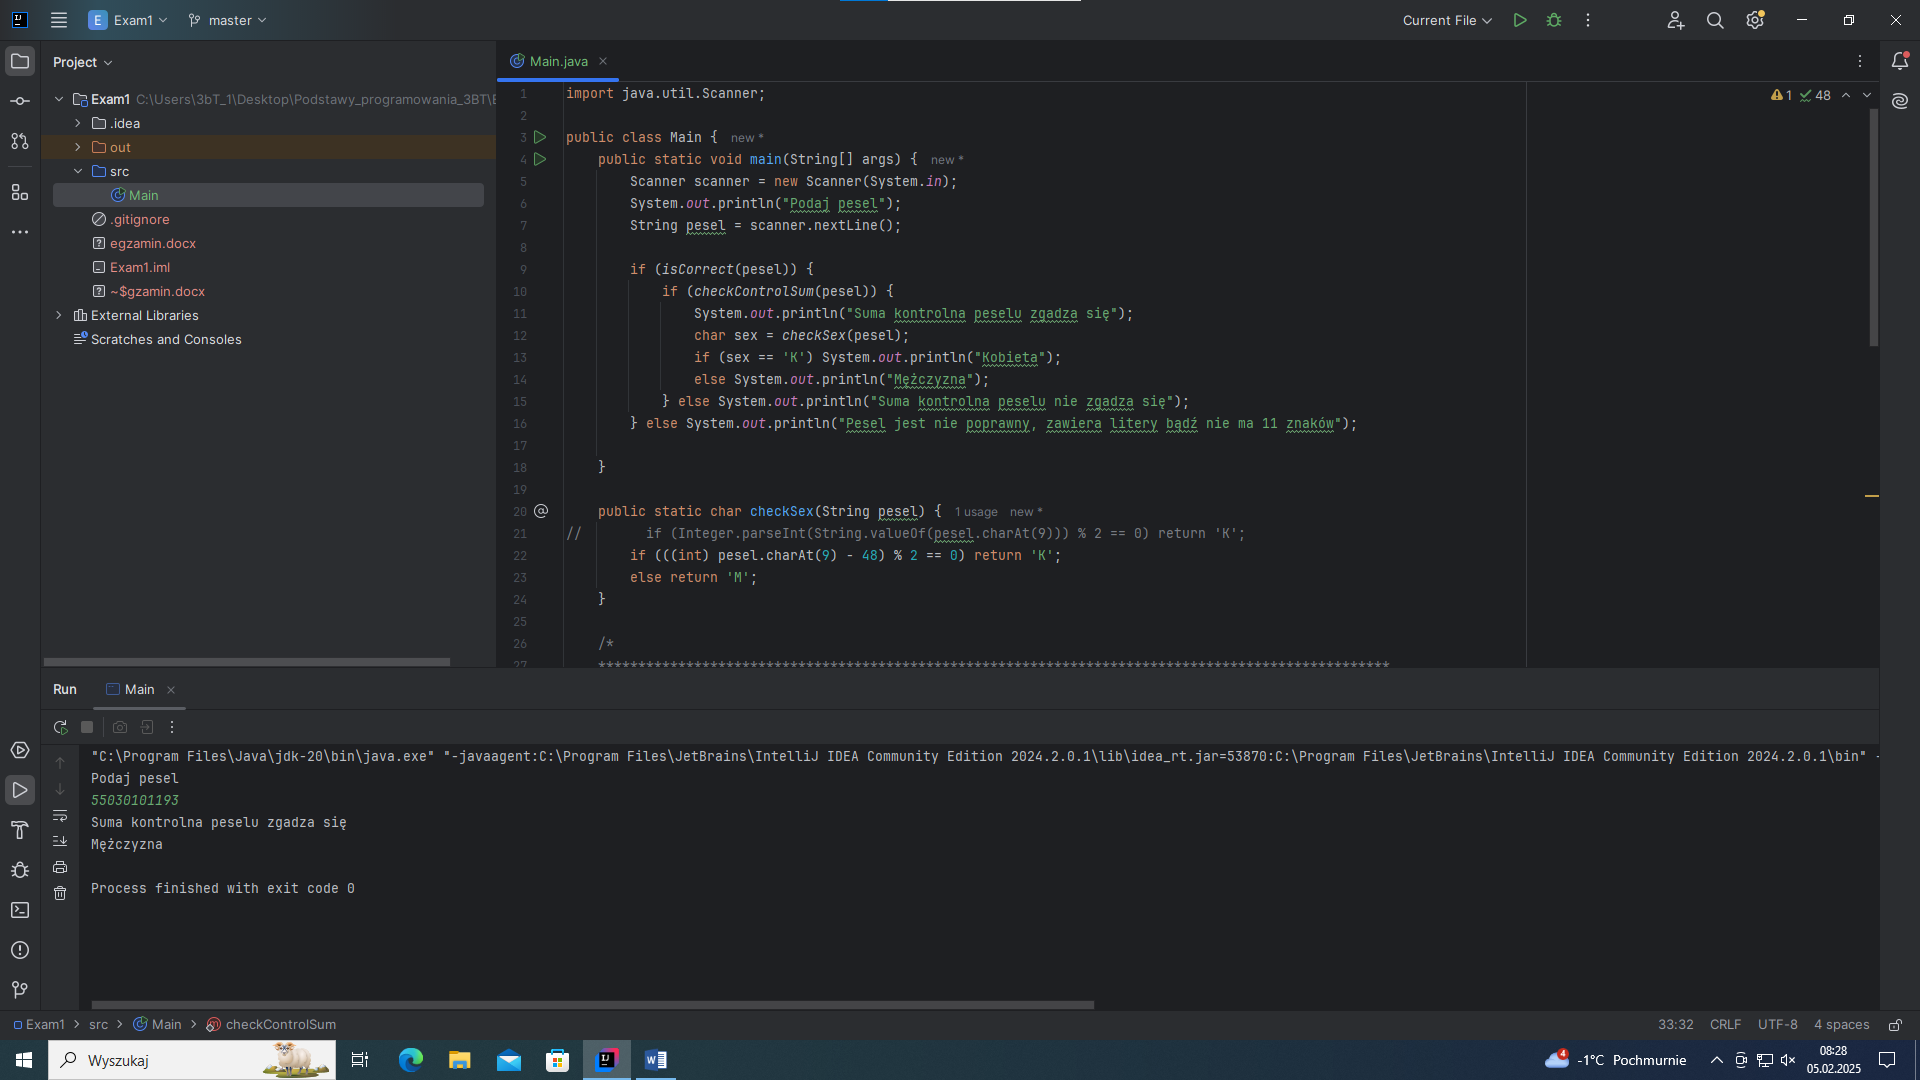 E Exam1 master Current File
Project
Main.java
Exam1 C:\Users\3bT_1\Desktop\Podstawy_programowania_3BT\E
.idea
out
src
Main
.gitignore
egzamin.docx
Exam1.iml
~$gzamin.docx
External Libraries
Scratches and Consoles
1 48
1 import java.util.Scanner;
2
3 public class Main { new *
4 public static void main(String[] args) { new *
5 Scanner scanner = new Scanner(System.in);
6 System.out.println("Podaj pesel");
7 String pesel = scanner.nextLine();
8
9 if (isCorrect(pesel)) {
10 if (checkControlSum(pesel)) {
11 System.out.println("Suma kontrolna peselu zgadza się");
12 char sex = checkSex(pesel);
13 if (sex == 'K') System.out.println("Kobieta");
14 else System.out.println("Mężczyzna");
15 } else System.out.println("Suma kontrolna peselu nie zgadza się");
16 } else System.out.println("Pesel jest nie poprawny, zawiera litery bądź nie ma 11 znaków");
17
18 }
19
20 public static char checkSex(String pesel) { 1 usage new *
21 // if (Integer.parseInt(String.valueOf(pesel.charAt(9))) % 2 == 0) return 'K';
22 if (((int) pesel.charAt(9) - 48) % 2 == 0) return 'K';
23 else return 'M';
24 }
25
26 /*
27 ***************************************************************************************************
Run Main
"C:\Program Files\Java\jdk-20\bin\java.exe" "-javaagent:C:\Program Files\JetBrains\IntelliJ IDEA Community Edition 2024.2.0.1\lib\idea_rt.jar=53870:C:\Program Files\JetBrains\IntelliJ IDEA Community Edition 2024.2.0.1\bin" -
Podaj pesel
55030101193
Suma kontrolna peselu zgadza się
Mężczyzna
Process finished with exit code 0
Exam1 > src > Main > checkControlSum
33:32 CRLF UTF-8 4 spaces
Wyszukaj
4 -1°C Pochmurnie
08:28
05.02.2025